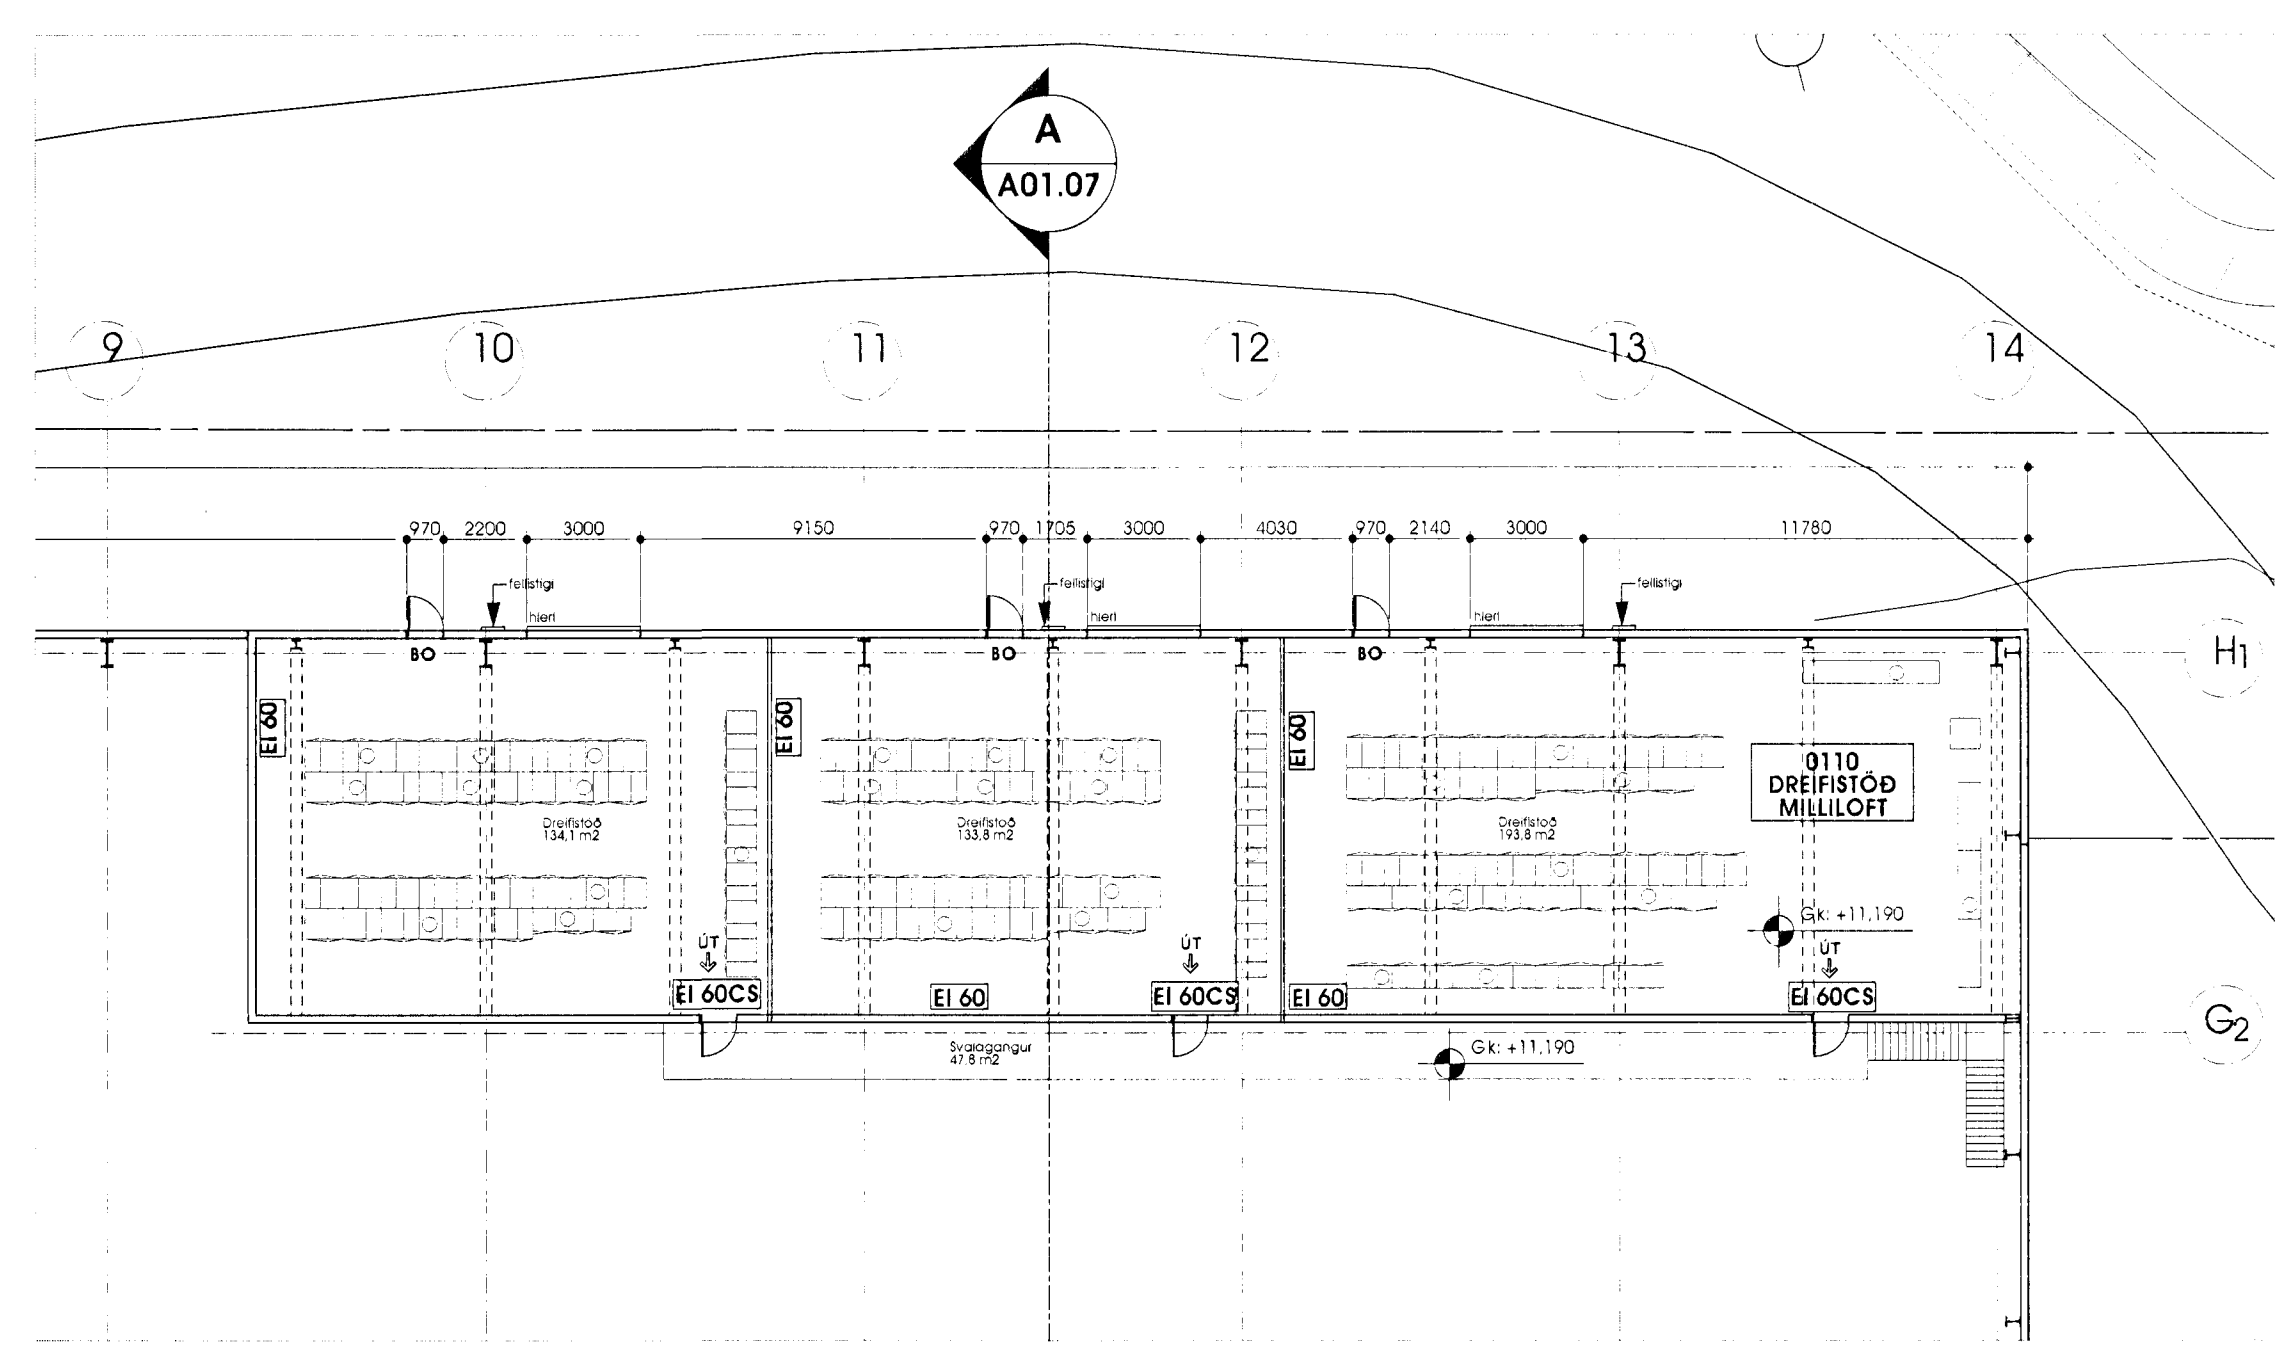 A
A01.07
9
10
11
12
13
14
970
2200
3000
9150
970
1705
3000
4030
970
2140
3000
11780
fellistigi
fellistigi
fellistigi
hleri
hleri
hleri
BO
BO
BO
H1
EI 60
EI 60
EI 60
0110
DREIFISTÖÐ
MILLILOFT
Dreifistöð
134,1 m2
Dreifistöð
133,8 m2
Dreifistöð
193,8 m2
Gk: +11,190
ÚT
ÚT
ÚT
EI 60CS
EI 60
EI 60CS
EI 60
EI 60CS
G2
Svalagangur
47,8 m2
Gk: +11,190